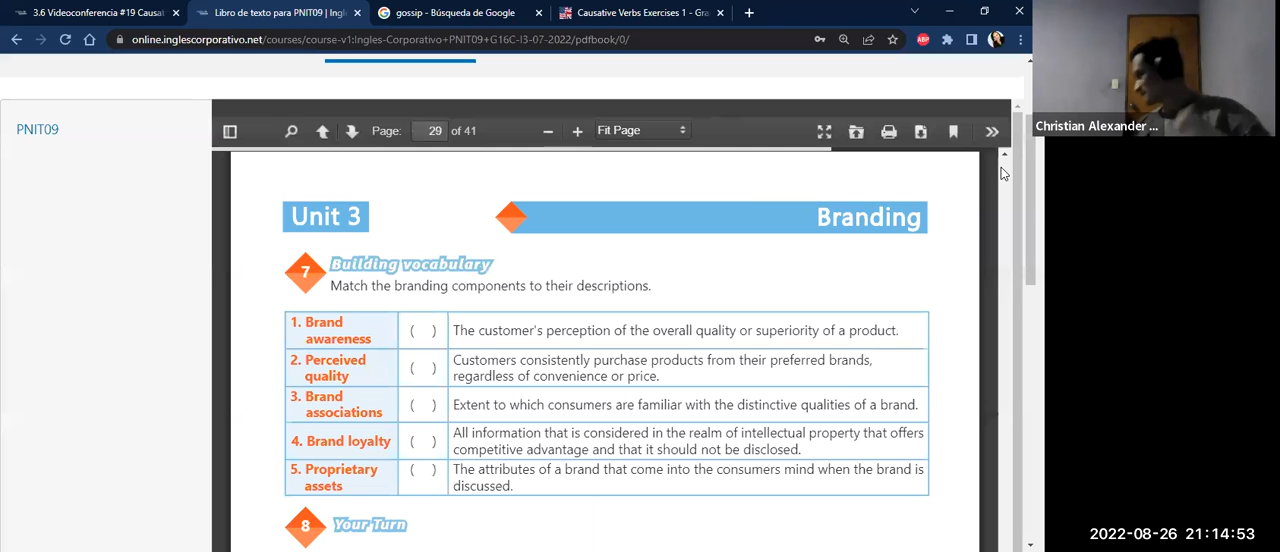 3.6 Videoconferencia #19 Causat
Libro de texto para PNIT09 | Ingl
gossip - Búsqueda de Google
Causative Verbs Exercises 1 - Gra
online.inglescorporativo.net/courses/course-v1:Ingles-Corporativo+PNIT09+G16C-I3-07-2022/pdfbook/0/
ABP
Christian Alexander ...
PNIT09
Page: 29 of 41
Fit Page
Unit 3
Branding
7
Building vocabulary
Match the branding components to their descriptions.
1. Brand awareness ( ) The customer's perception of the overall quality or superiority of a product.
2. Perceived quality ( ) Customers consistently purchase products from their preferred brands,
regardless of convenience or price.
3. Brand associations ( ) Extent to which consumers are familiar with the distinctive qualities of a brand.
4. Brand loyalty ( ) All information that is considered in the realm of intellectual property that offers
competitive advantage and that it should not be disclosed.
5. Proprietary assets ( ) The attributes of a brand that come into the consumers mind when the brand is
discussed.
8
Your Turn
2022-08-26 21:14:53